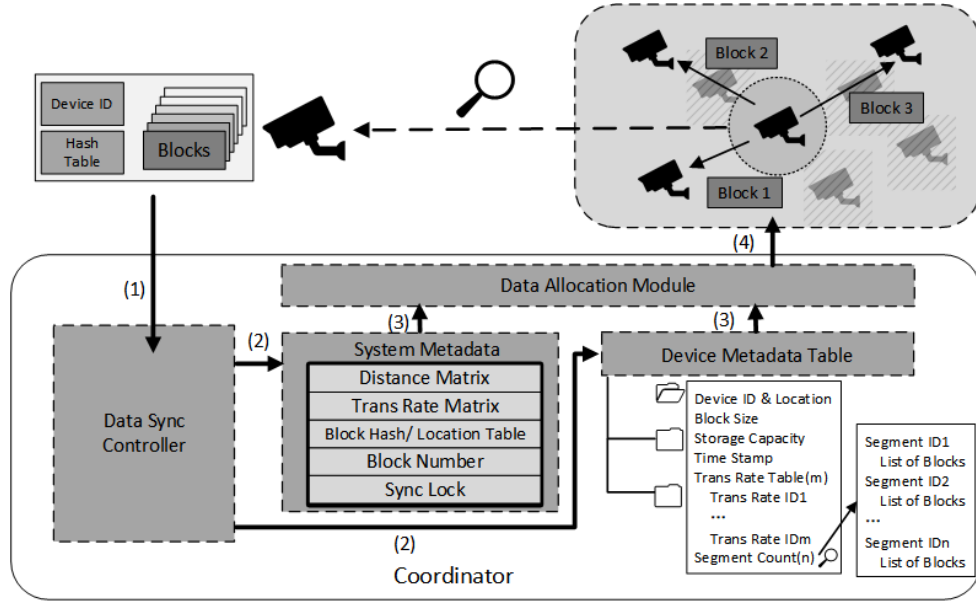 Device ID
Hash
Table
Blocks
Block 2
Block 3
Block 1
(1)
(4)
Data Allocation Module
(3)
(3)
(2)
Data Sync
Controller
System Metadata
Distance Matrix
Trans Rate Matrix
Block Hash/ Location Table
Block Number
Sync Lock
(2)
Device Metadata Table
Device ID & Location
Block Size
Storage Capacity
Time Stamp
Trans Rate Table(m)
Trans Rate ID1
...
Trans Rate IDm
Segment Count(n)
Segment ID1
List of Blocks
Segment ID2
List of Blocks
...
Segment IDn
List of Blocks
Coordinator